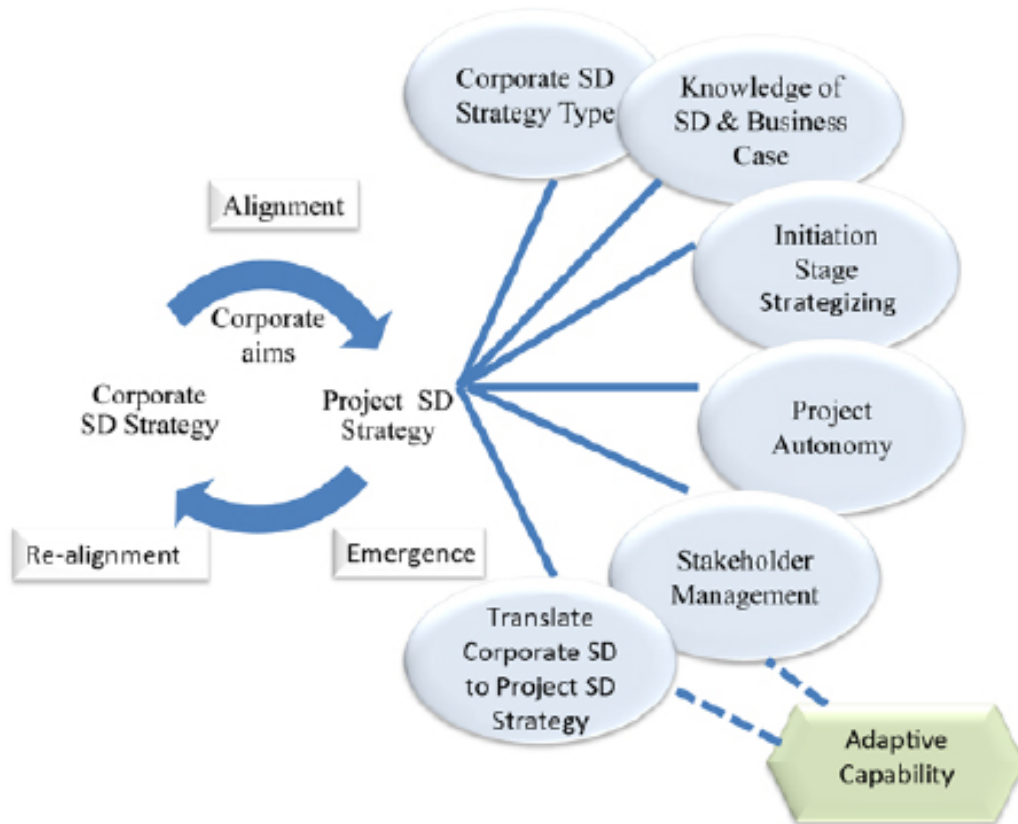 Corporate SD
Strategy Type
Knowledge of
SD & Business
Case
Alignment
Initiation
Stage
Strategizing
Corporate
aims
Corporate
SD Strategy
Project SD
Strategy
Project
Autonomy
Re-alignment
Emergence
Stakeholder
Management
Translate
Corporate SD
to Project SD
Strategy
Adaptive
Capability